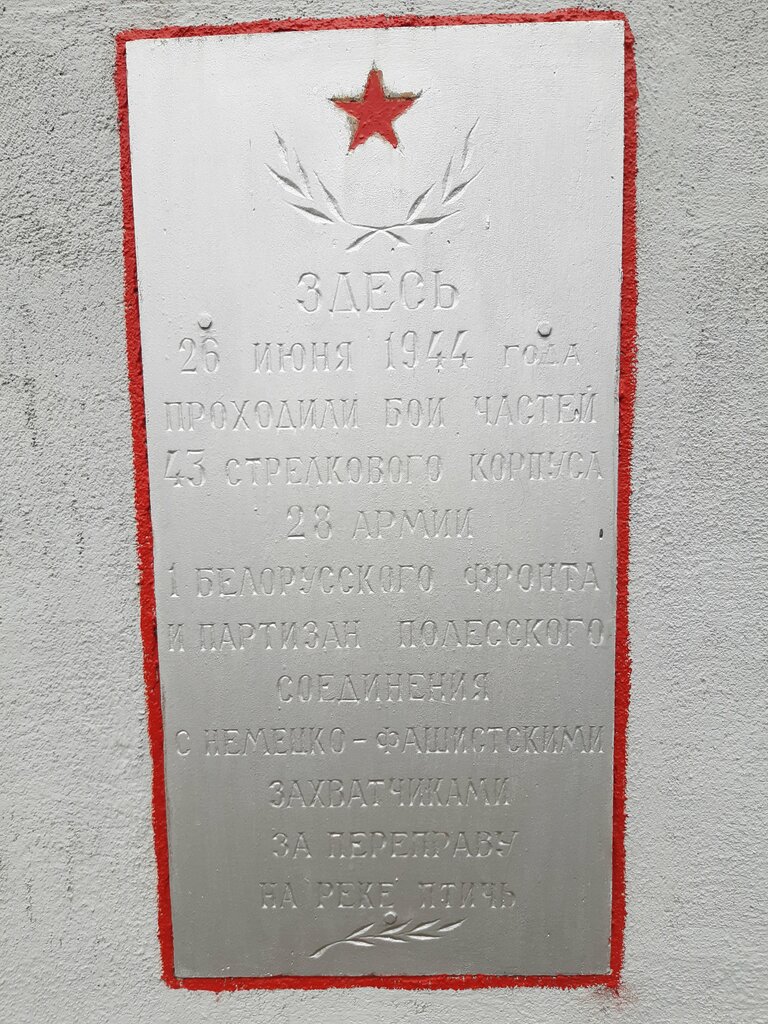 ЗДЕСЬ
26 ИЮНЯ 1944 ГОДА
ПРОХОДИЛИ БОИ ЧАСТЕЙ
43 СТРЕЛКОВОГО КОРПУСА
28 АРМИИ
1 БЕЛОРУССКОГО ФРОНТА
И ПАРТИЗАН ПОЛЕССКОГО
СОЕДИНЕНИЯ
С НЕМЕЦКО-ФАШИСТСКИМИ
ЗАХВАТЧИКАМИ
ЗА ПЕРЕПРАВУ
НА РЕКЕ ПТИЧЬ